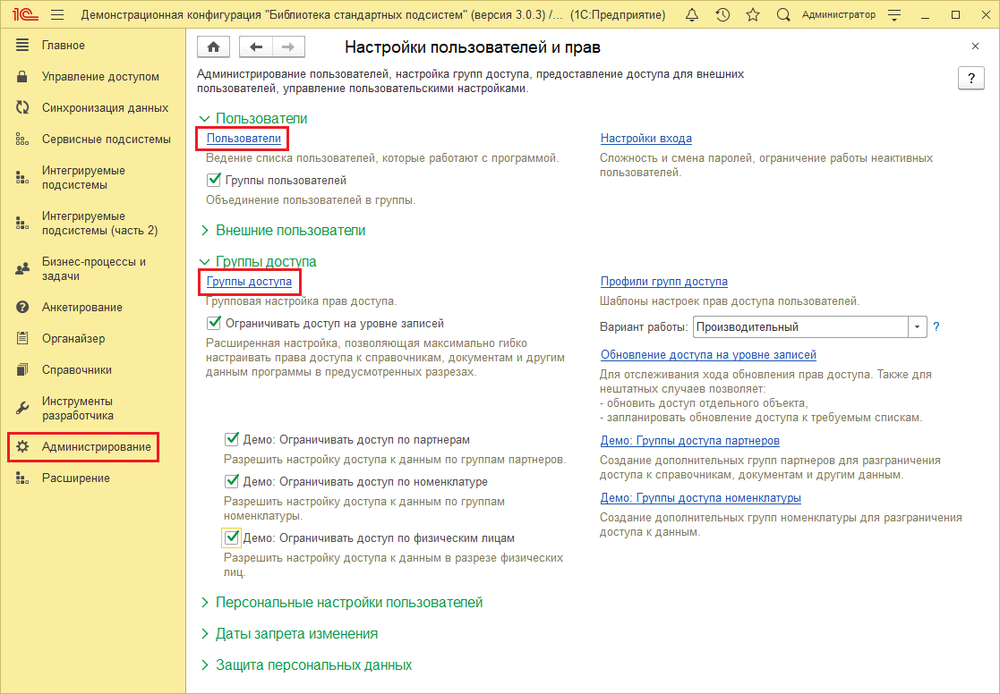 1С Демонстрационная конфигурация "Библиотека стандартных подсистем" (версия 3.0.3) /... (1С:Предприятие) Администратор
Главное
Управление доступом
Синхронизация данных
Сервисные подсистемы
Интегрируемые
подсистемы
Интегрируемые
подсистемы (часть 2)
Бизнес-процессы и
задачи
Анкетирование
Органайзер
Справочники
Инструменты
разработчика
Администрирование
Расширение
Настройки пользователей и прав
Администрирование пользователей, настройка групп доступа, предоставление доступа для внешних
пользователей, управление пользовательскими настройками.
?
Пользователи
Пользователи
Ведение списка пользователей, которые работают с программой.
Группы пользователей
Объединение пользователей в группы.
Настройки входа
Сложность и смена паролей, ограничение работы неактивных
пользователей.
Внешние пользователи
Группы доступа
Группы доступа
Групповая настройка прав доступа.
Ограничивать доступ на уровне записей
Расширенная настройка, позволяющая максимально гибко
настраивать права доступа к справочникам, документам и другим
данным программы в предусмотренных разрезах.
Демо: Ограничивать доступ по партнерам
Разрешить настройку доступа к данным по группам партнеров.
Демо: Ограничивать доступ по номенклатуре
Разрешить настройку доступа к данным по группам
номенклатуры.
Демо: Ограничивать доступ по физическим лицам
Разрешить настройку доступа к данным в разрезе физических
лиц.
Профили групп доступа
Шаблоны настроек прав доступа пользователей.
Вариант работы: Производительный ?
Обновление доступа на уровне записей
Для отслеживания хода обновления прав доступа. Также для
нештатных случаев позволяет:
- обновить доступ отдельного объекта,
- запланировать обновление доступа к требуемым спискам.
Демо: Группы доступа партнеров
Создание дополнительных групп партнеров для разграничения
доступа к справочникам, документам и другим данным.
Демо: Группы доступа номенклатуры
Создание дополнительных групп номенклатуры для разграничения
доступа к данным.
Персональные настройки пользователей
Даты запрета изменения
Защита персональных данных